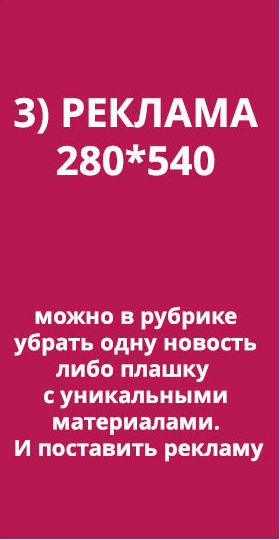 3) РЕКЛАМА
280*540
можно в рубрике
убрать одну новость
либо плашку
с уникальными
материалами.
И поставить рекламу